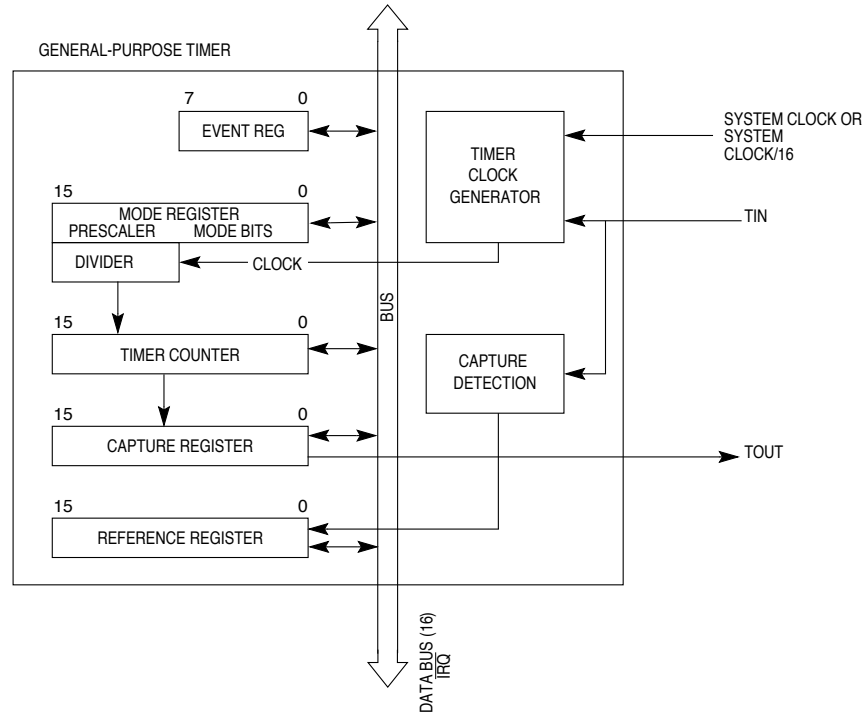 GENERAL-PURPOSE TIMER
7 0
EVENT REG
15 0
MODE REGISTER
PRESCALER MODE BITS
DIVIDER
CLOCK
15 0
TIMER COUNTER
15 0
CAPTURE REGISTER
15 0
REFERENCE REGISTER
BUS
TIMER
CLOCK
GENERATOR
CAPTURE
DETECTION
SYSTEM CLOCK OR
SYSTEM
CLOCK/16
TIN
TOUT
DATA BUS (16)
IRQ